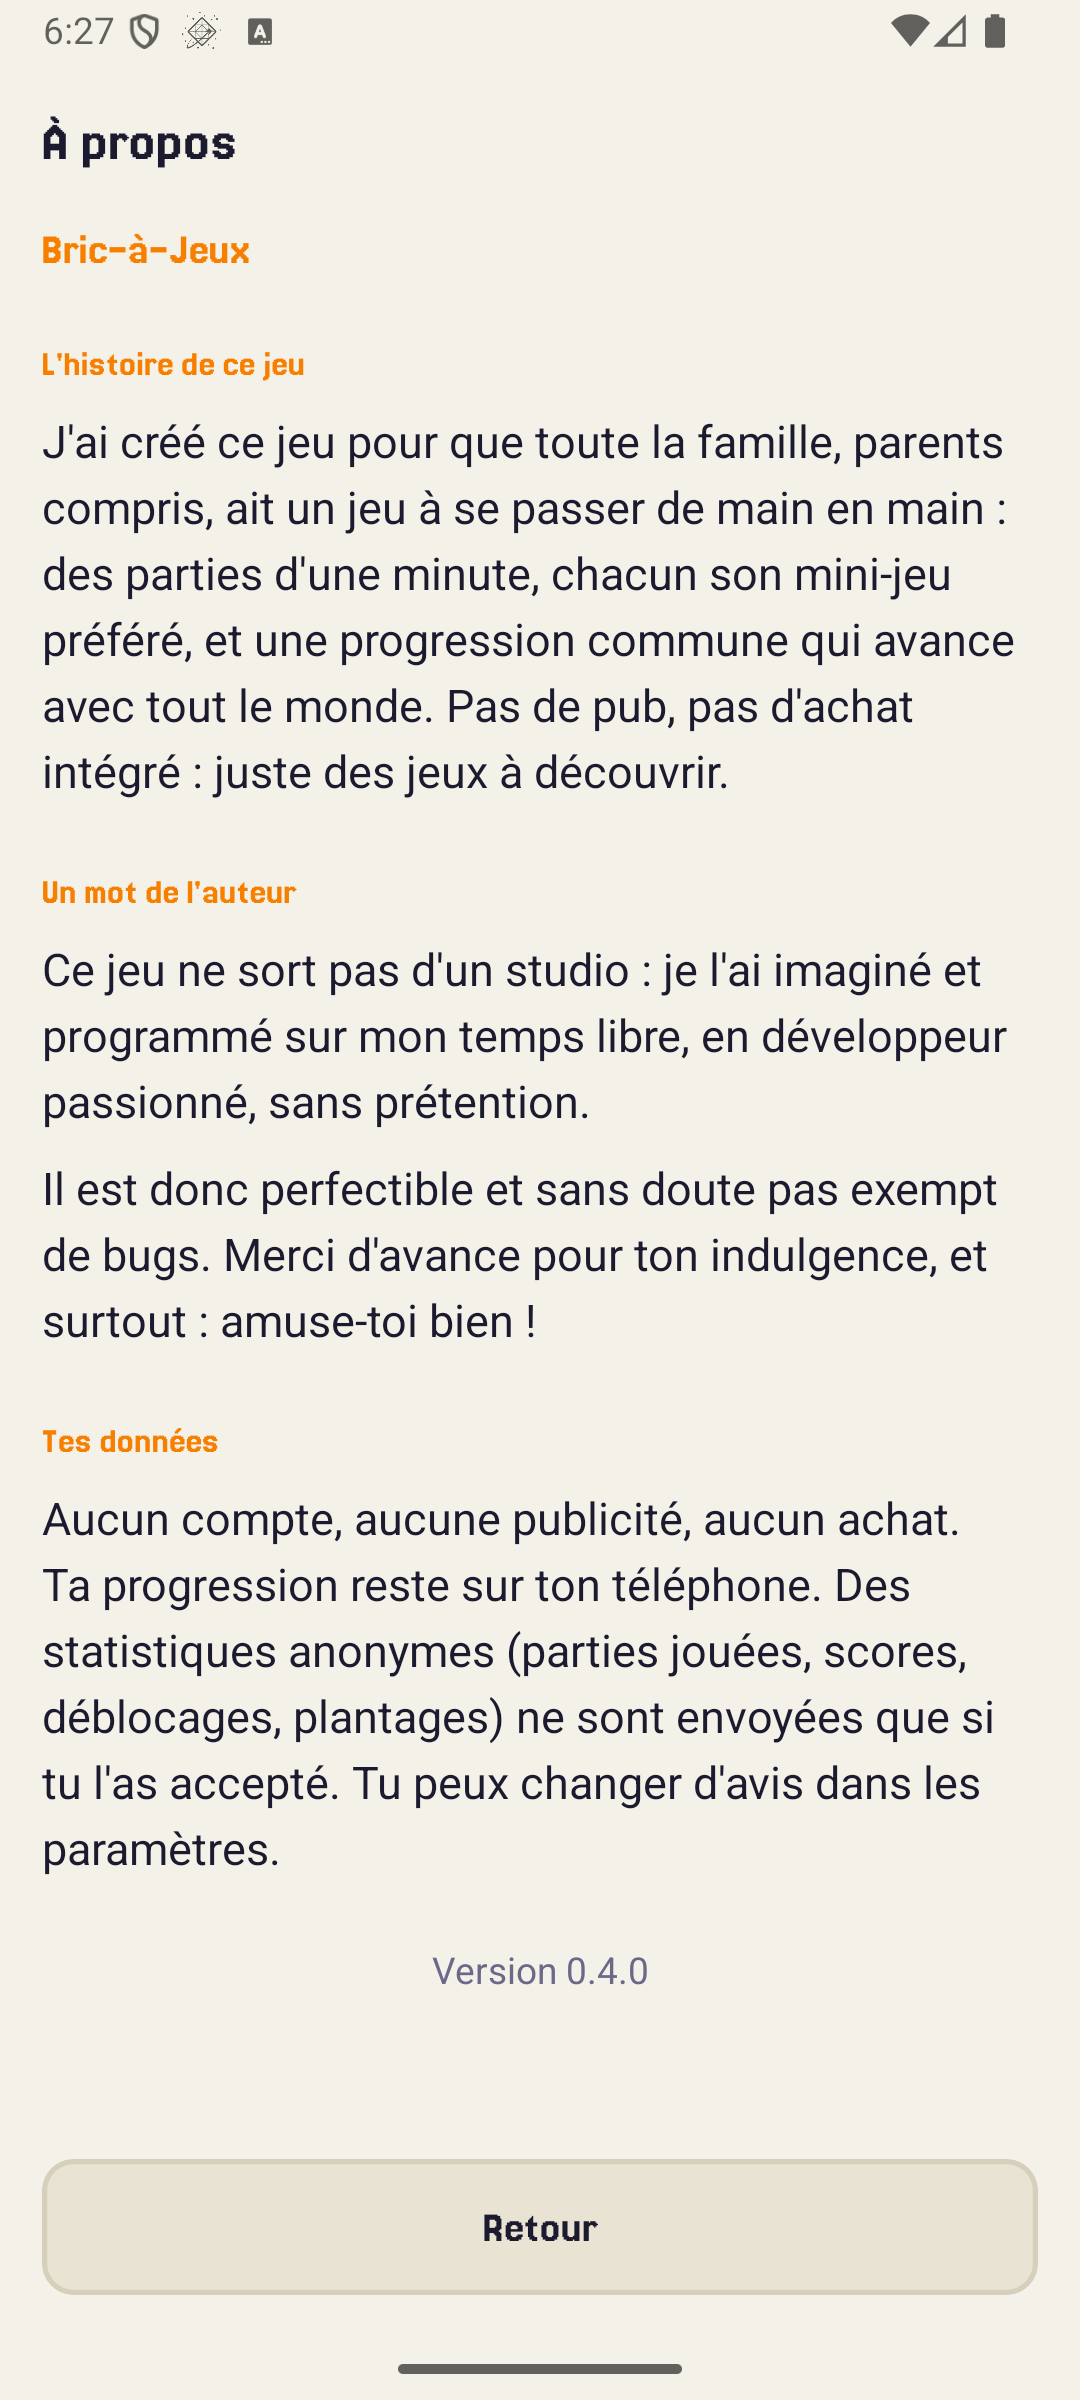 6:27
À propos
Bric-à-Jeux
L'histoire de ce jeu
J'ai créé ce jeu pour que toute la famille, parents
compris, ait un jeu à se passer de main en main :
des parties d'une minute, chacun son mini-jeu
préféré, et une progression commune qui avance
avec tout le monde. Pas de pub, pas d'achat
intégré : juste des jeux à découvrir.
Un mot de l'auteur
Ce jeu ne sort pas d'un studio : je l'ai imaginé et
programmé sur mon temps libre, en développeur
passionné, sans prétention.
Il est donc perfectible et sans doute pas exempt
de bugs. Merci d'avance pour ton indulgence, et
surtout : amuse-toi bien !
Tes données
Aucun compte, aucune publicité, aucun achat.
Ta progression reste sur ton téléphone. Des
statistiques anonymes (parties jouées, scores,
déblocages, plantages) ne sont envoyées que si
tu l'as accepté. Tu peux changer d'avis dans les
paramètres.
Version 0.4.0
Retour